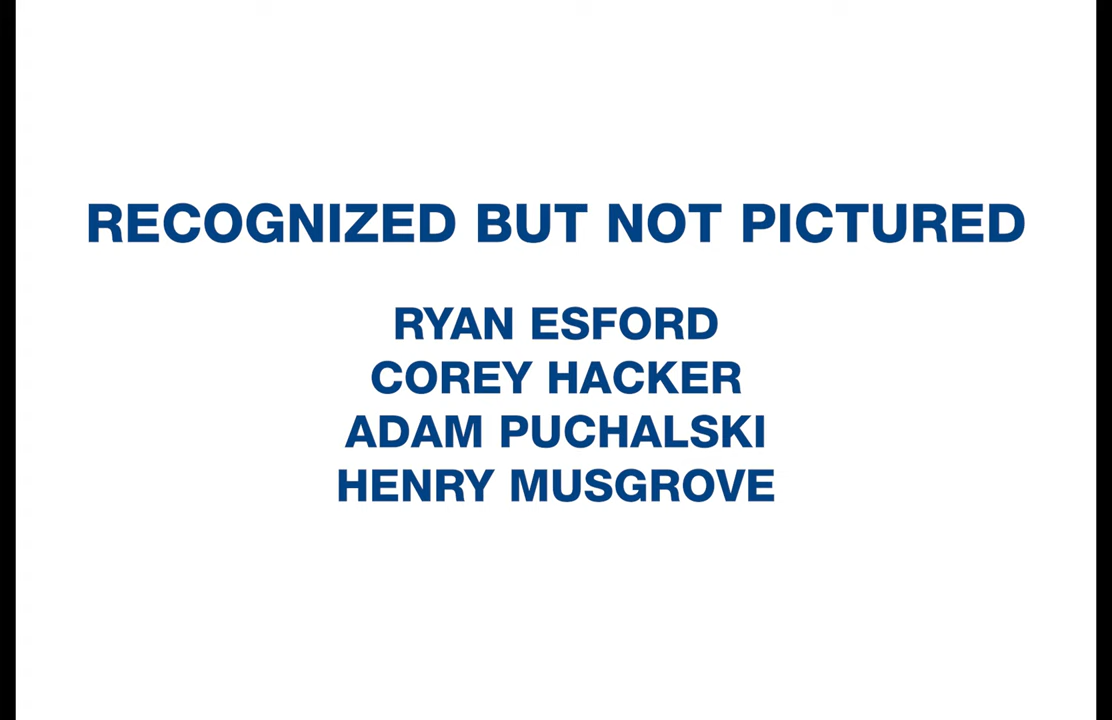 RECOGNIZED BUT NOT PICTURED
RYAN ESFORD
COREY HACKER
ADAM PUCHALSKI
HENRY MUSGROVE